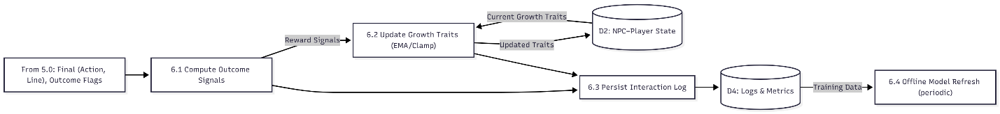 From 5.0: Final (Action,
Line), Outcome Flags
6.1 Compute Outcome
Signals
Reward Signals
6.2 Update Growth Traits
(EMA/Clamp)
Current Growth Traits
Updated Traits
D2: NPC–Player State
6.3 Persist Interaction Log
D4: Logs & Metrics
Training Data
6.4 Offline Model Refresh
(periodic)